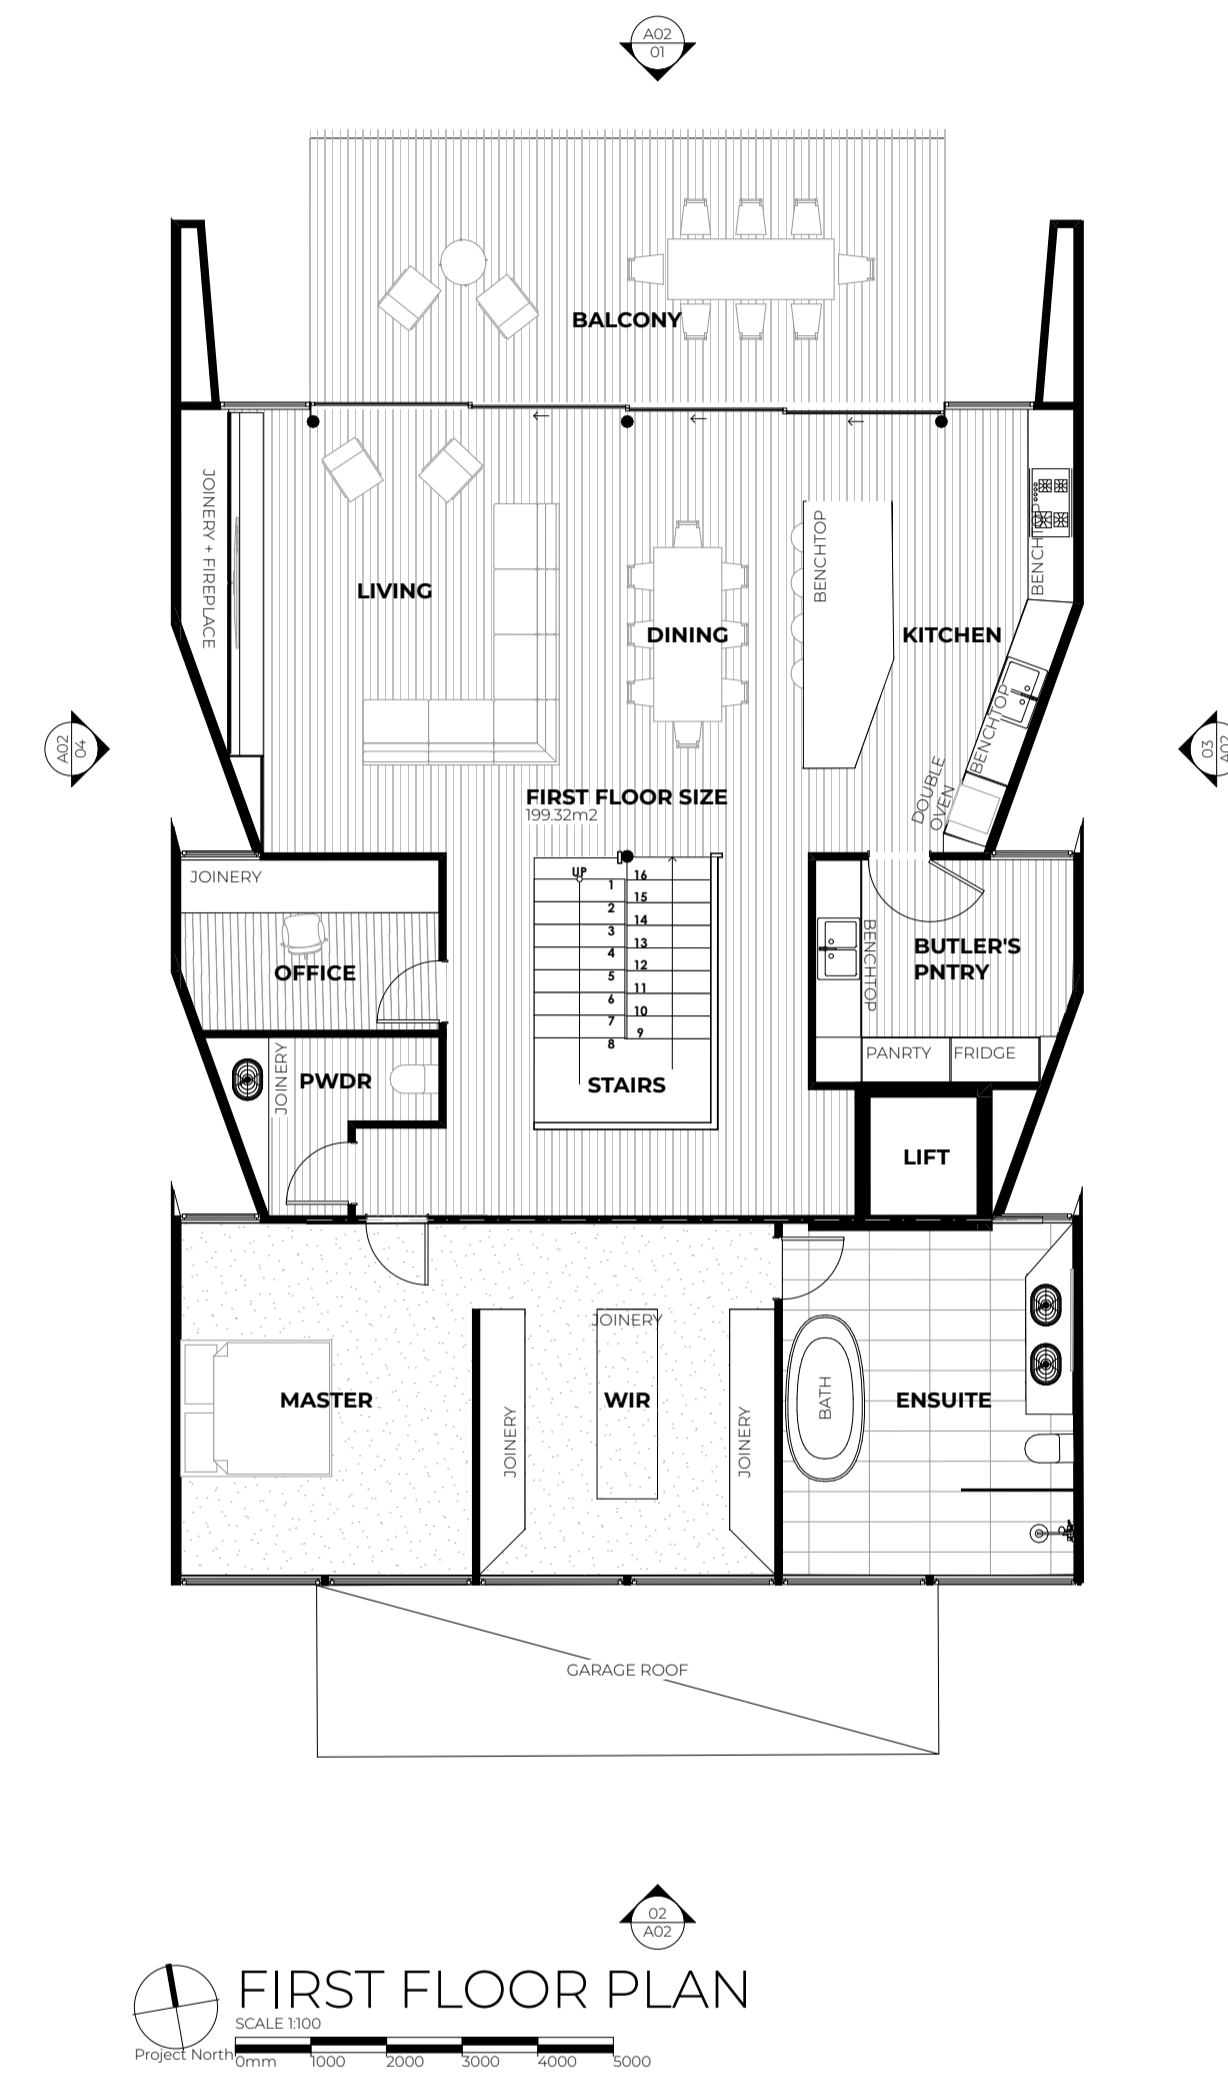 A02
01
BALCONY
JOINERY + FIREPLACE
LIVING
DINING
BENCHTOP
KITCHEN
BENCHTOP
BENCHTOP
DOUBLE
OVEN
A02
04
03
A02
FIRST FLOOR SIZE
199.32m2
JOINERY
OFFICE
UP
1
2
3
4
5
6
7
8
16
15
14
13
12
11
10
9
STAIRS
BENCHTOP
BUTLER'S
PNTRY
PANRTY
FRIDGE
JOINERY
PWDR
LIFT
JOINERY
MASTER
JOINERY
WIR
JOINERY
BATH
ENSUITE
GARAGE ROOF
02
A02
FIRST FLOOR PLAN
SCALE 1:100
Project North
0mm 1000 2000 3000 4000 5000